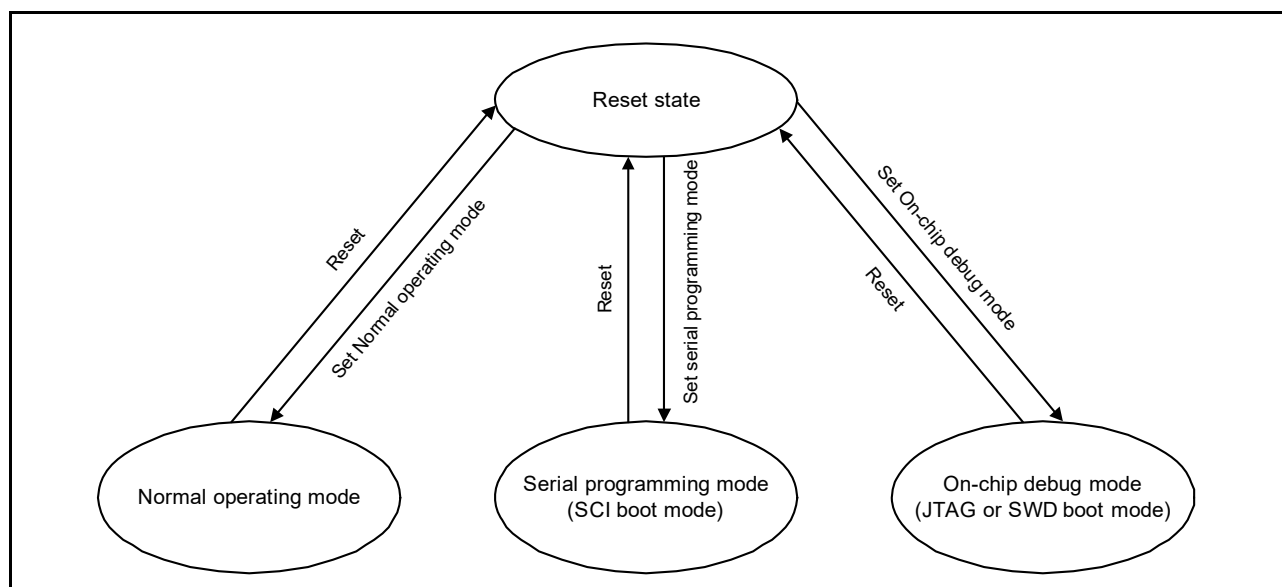 Reset state
Reset
Set Normal operating mode
Reset
Set serial programming mode
Set On-chip debug mode
Reset
Normal operating mode
Serial programming mode
(SCI boot mode)
On-chip debug mode
(JTAG or SWD boot mode)